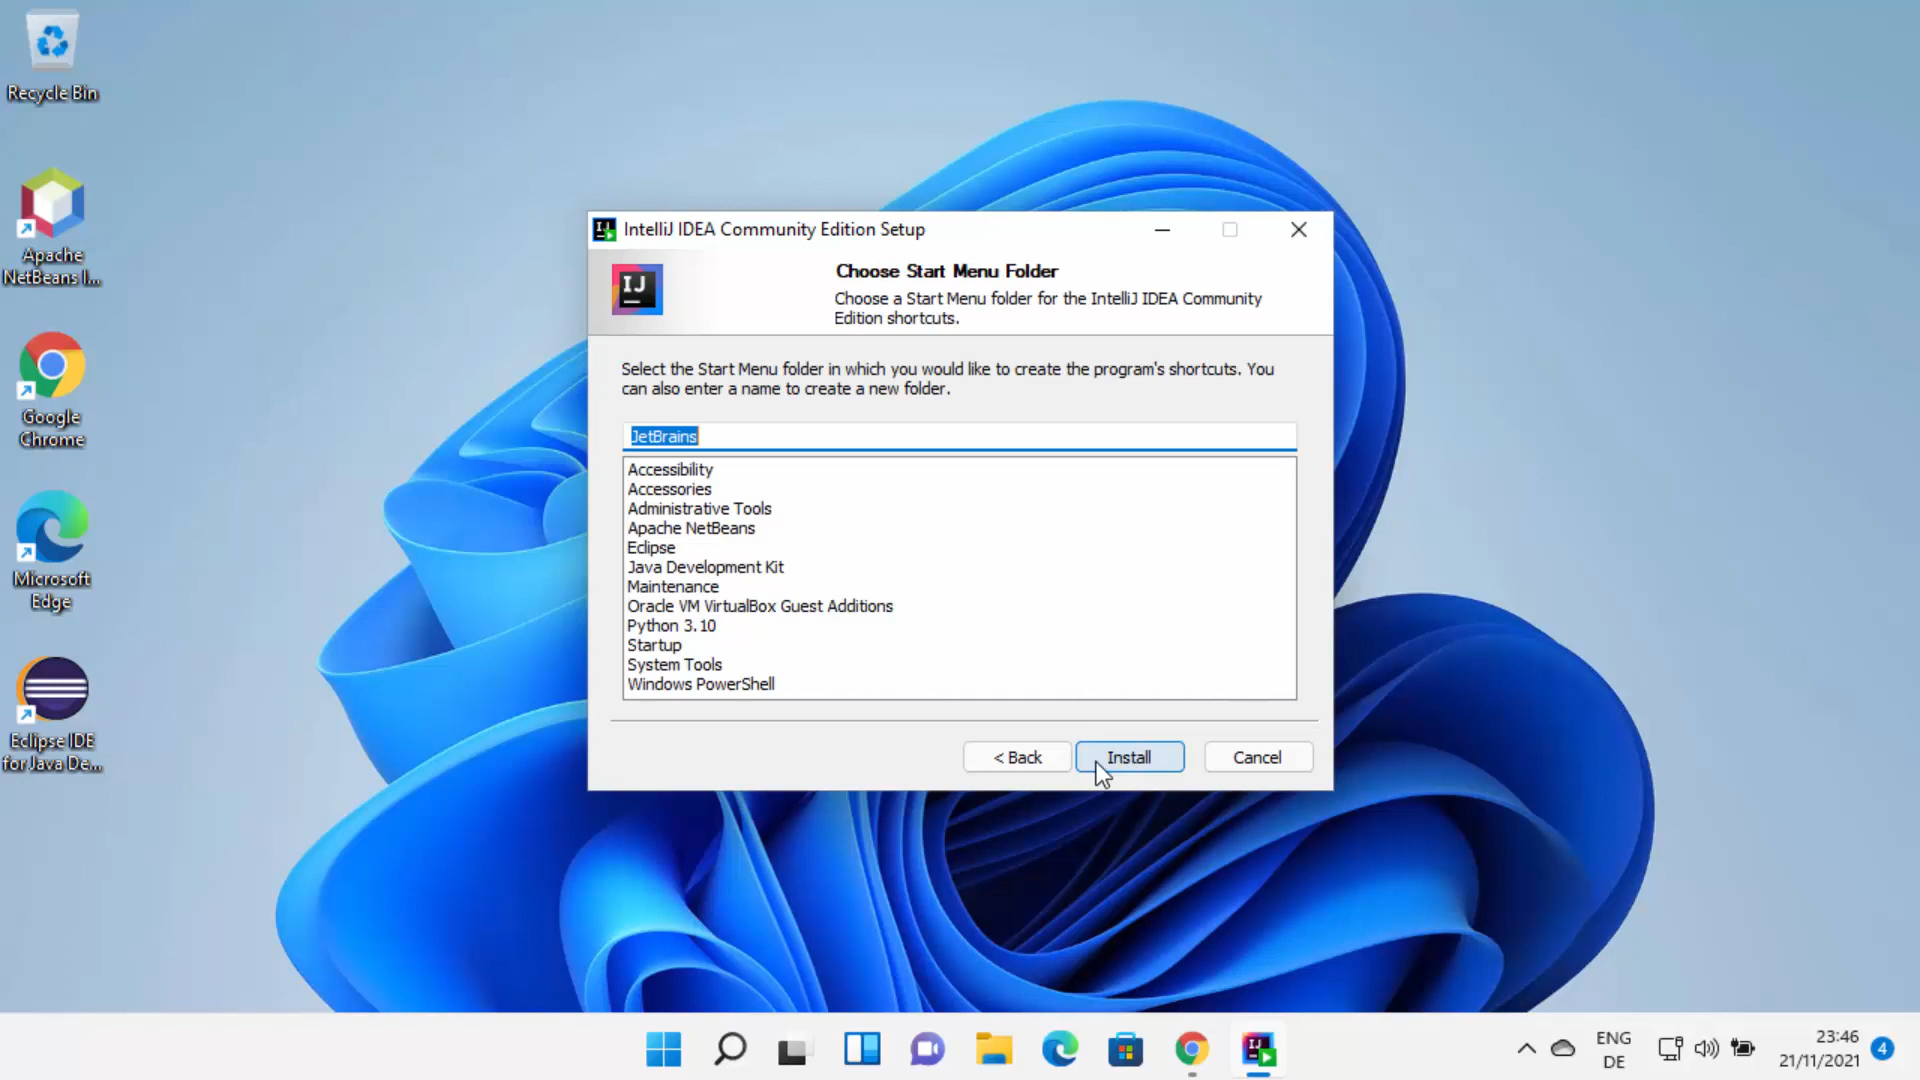 Recycle Bin
Apache
NetBeans I...
Google
Chrome
Microsoft
Edge
Eclipse IDE
for Java De...
IntelliJ IDEA Community Edition Setup
IJ
Choose Start Menu Folder
Choose a Start Menu folder for the IntelliJ IDEA Community
Edition shortcuts.
Select the Start Menu folder in which you would like to create the program's shortcuts. You
can also enter a name to create a new folder.
JetBrains
Accessibility
Accessories
Administrative Tools
Apache NetBeans
Eclipse
Java Development Kit
Maintenance
Oracle VM VirtualBox Guest Additions
Python 3.10
Startup
System Tools
Windows PowerShell
< Back
Install
Cancel
IJ
ENG
DE
23:46
21/11/2021
4